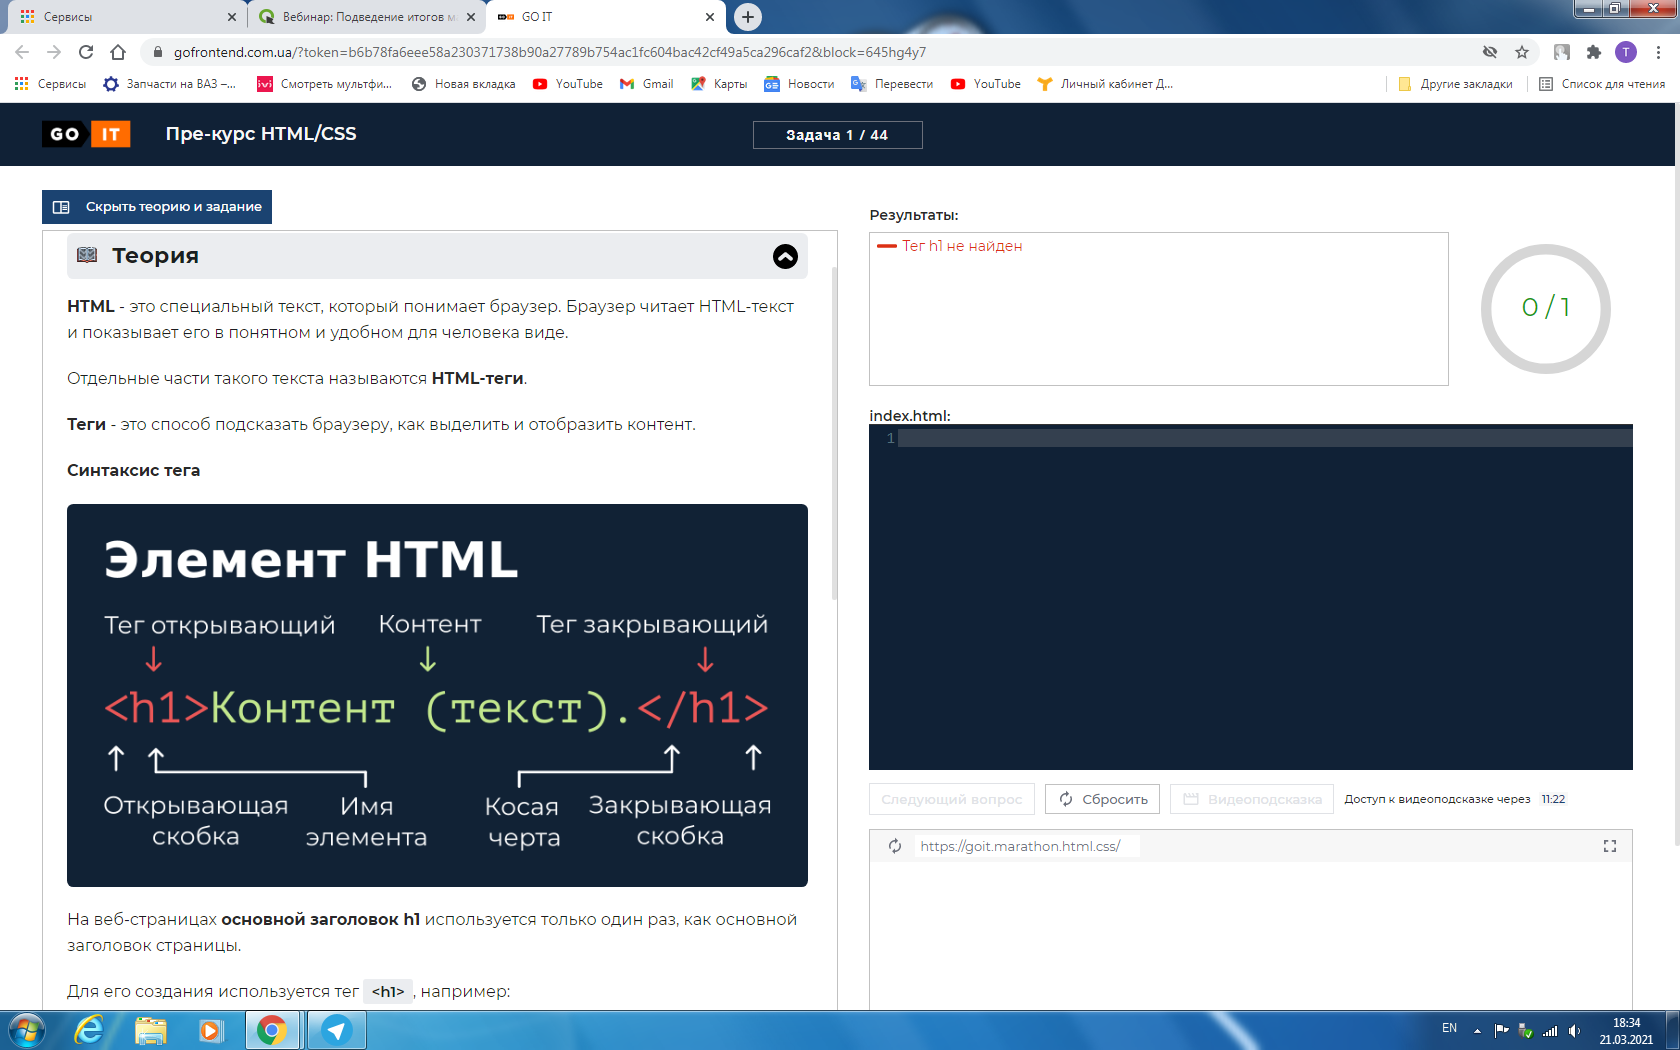 Сервисы
Вебинар: Подведение итогов м
GO IT
gofrontend.com.ua/?token=b6b78fa6eee58a230371738b90a27789b754ac1fc604bac42cf49a5ca296caf2&block=645hg4y7
T
Сервисы
Запчасти на ВАЗ –...
Смотреть мультфи...
Новая вкладка
YouTube
Gmail
Карты
Новости
Перевести
YouTube
Личный кабинет Д...
Другие закладки
Список для чтения
GO IT
Пре-курс HTML/CSS
Задача 1 / 44
Скрыть теорию и задание
Теория
HTML - это специальный текст, который понимает браузер. Браузер читает HTML-текст
и показывает его в понятном и удобном для человека виде.
Отдельные части такого текста называются HTML-теги.
Теги - это способ подсказать браузеру, как выделить и отобразить контент.
Синтаксис тега
Элемент HTML
Тег открывающий Контент Тег закрывающий
<h1>Контент (текст).</h1>
Открывающая скобка
Имя элемента
Косая черта
Закрывающая скобка
На веб-страницах основной заголовок h1 используется только один раз, как основной
заголовок страницы.
Для его создания используется тег <h1>, например:
Результаты:
Тег h1 не найден
0 / 1
index.html:
1
Следующий вопрос
Сбросить
Видеоподсказка
Доступ к видеоподсказке через 11:22
https://goit.marathon.html.css/
EN
18:34
21.03.2021